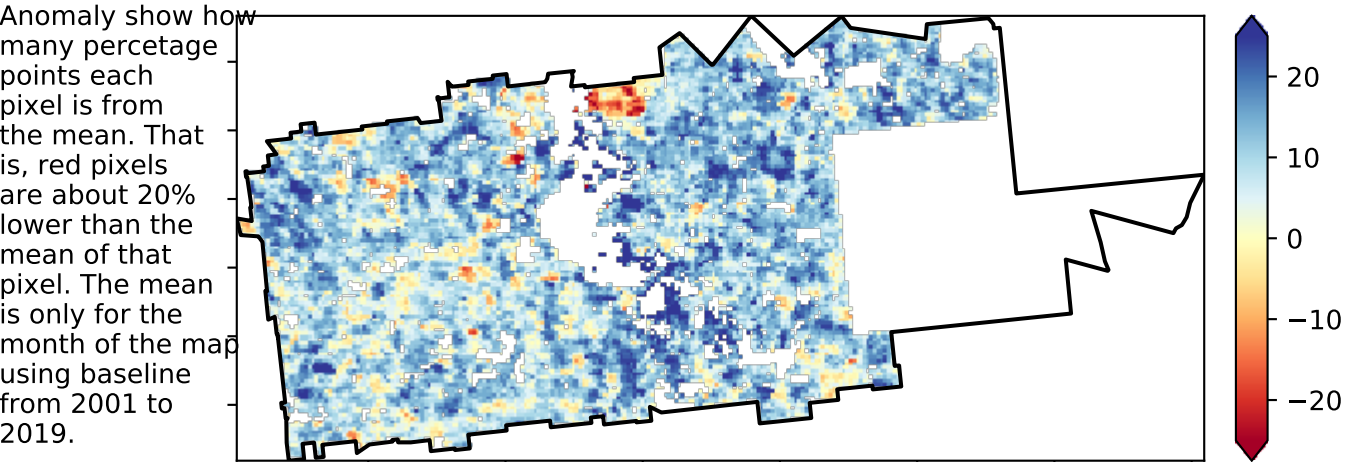 Anomaly show how
many percetage
points each
pixel is from
the mean. That
is, red pixels
are about 20%
lower than the
mean of that
pixel. The mean
is only for the
month of the map
using baseline
from 2001 to
2019.
20
10
0
−10
−20